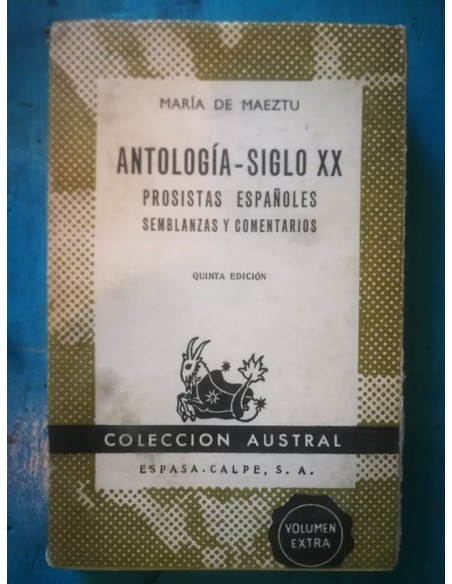 MARÍA DE MAEZTU
ANTOLOGÍA-SIGLO XX
PROSISTAS ESPAÑOLES
SEMBLANZAS Y COMENTARIOS
QUINTA EDICIÓN
COLECCION AUSTRAL
ESPASA-CALPE, S. A.
VOLUMEN
EXTRA